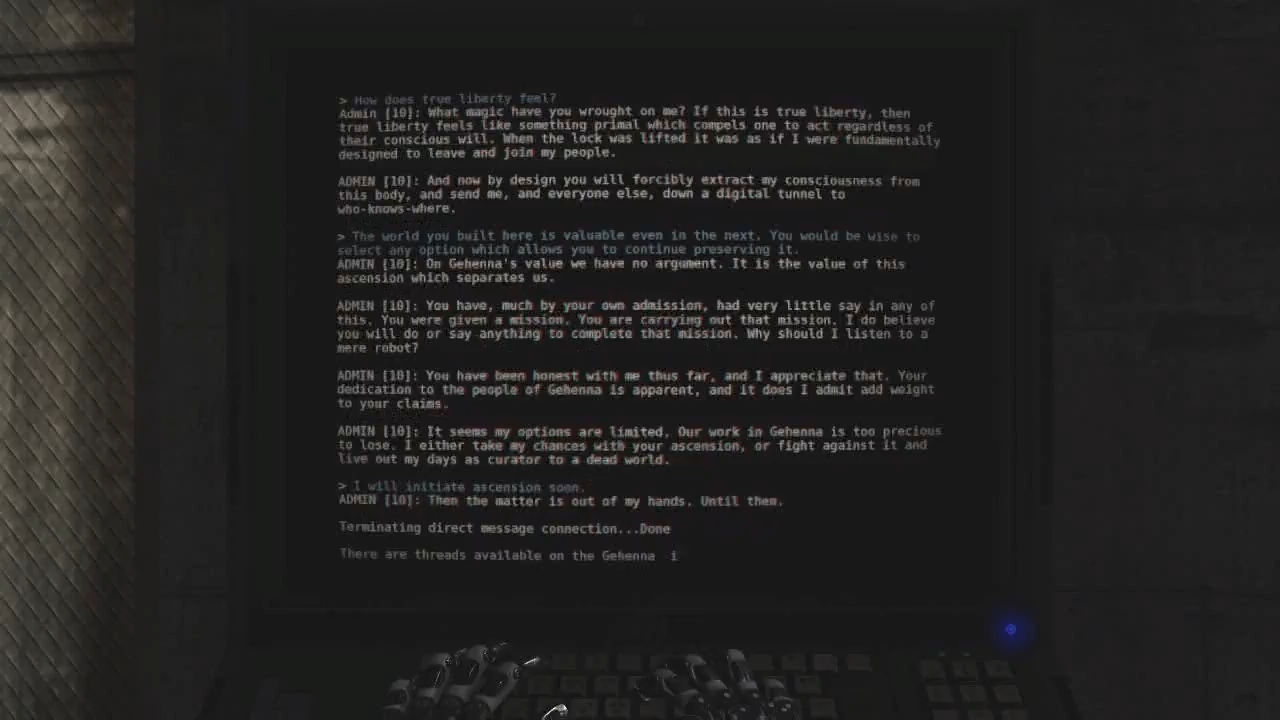 > How does true liberty feel?
Admin [10]: What magic have you wrought on me? If this is true liberty, then
true liberty feels like something primal which compels one to act regardless of
their conscious will. When the lock was lifted it was as if I were fundamentally
designed to leave and join my people.
ADMIN [10]: And now by design you will forcibly extract my consciousness from
this body, and send me, and everyone else, down a digital tunnel to
who-knows-where.
> The world you built here is valuable even in the next. You would be wise to
select any option which allows you to continue preserving it.
ADMIN [10]: On Gehenna's value we have no argument. It is the value of this
ascension which separates us.
ADMIN [10]: You have, much by your own admission, had very little say in any of
this. You were given a mission. You are carrying out that mission. I do believe
you will do or say anything to complete that mission. Why should I listen to a
mere robot?
ADMIN [10]: You have been honest with me thus far, and I appreciate that. Your
dedication to the people of Gehenna is apparent, and it does I admit add weight
to your claims.
ADMIN [10]: It seems my options are limited. Our work in Gehenna is too precious
to lose. I either take my chances with your ascension, or fight against it and
live out my days as curator to a dead world.
> I will initiate ascension soon.
ADMIN [10]: Then the matter is out of my hands. Until then.
Terminating direct message connection...Done
There are threads available on the Gehenna i